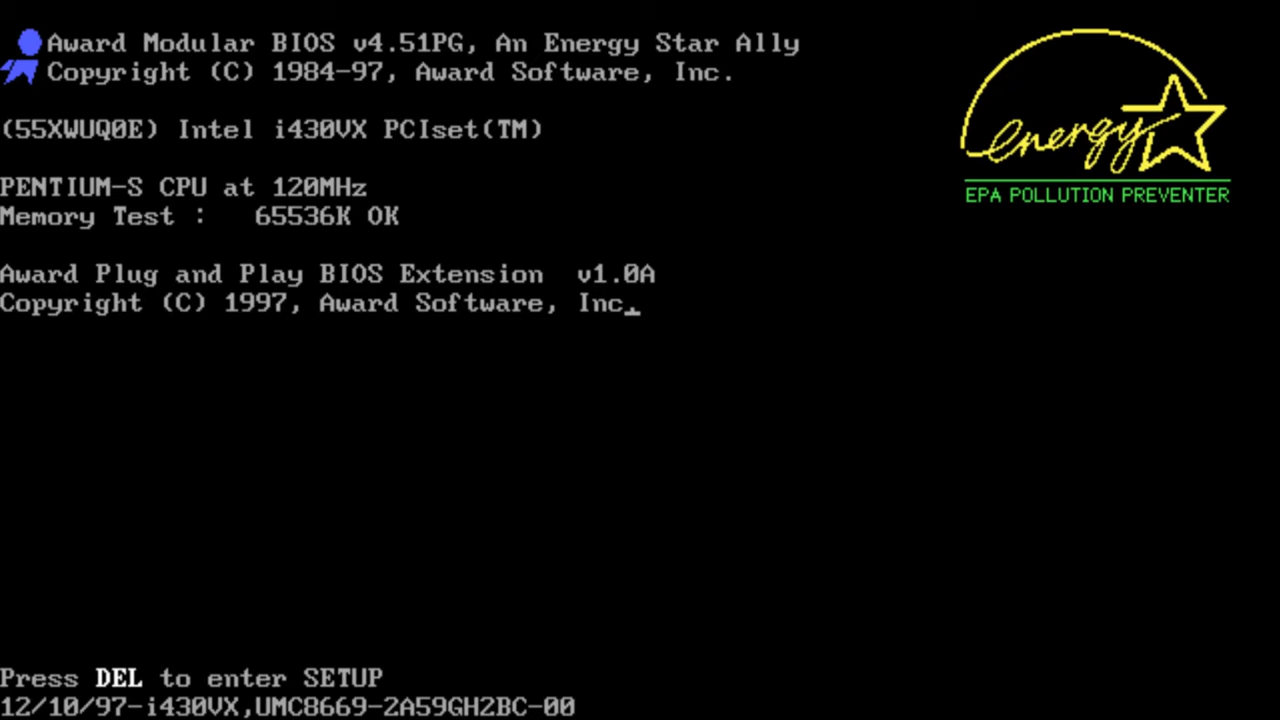 Award Modular BIOS v4.51PG, An Energy Star Ally
Copyright (C) 1984-97, Award Software, Inc.
energy
EPA POLLUTION PREVENTER
(55XWUQ0E) Intel i430VX PCIset(TM)
PENTIUM-S CPU at 120MHz
Memory Test :   65536K OK
Award Plug and Play BIOS Extension  v1.0A
Copyright (C) 1997, Award Software, Inc.
Press DEL to enter SETUP
12/10/97-i430VX,UMC8669-2A59GH2BC-00